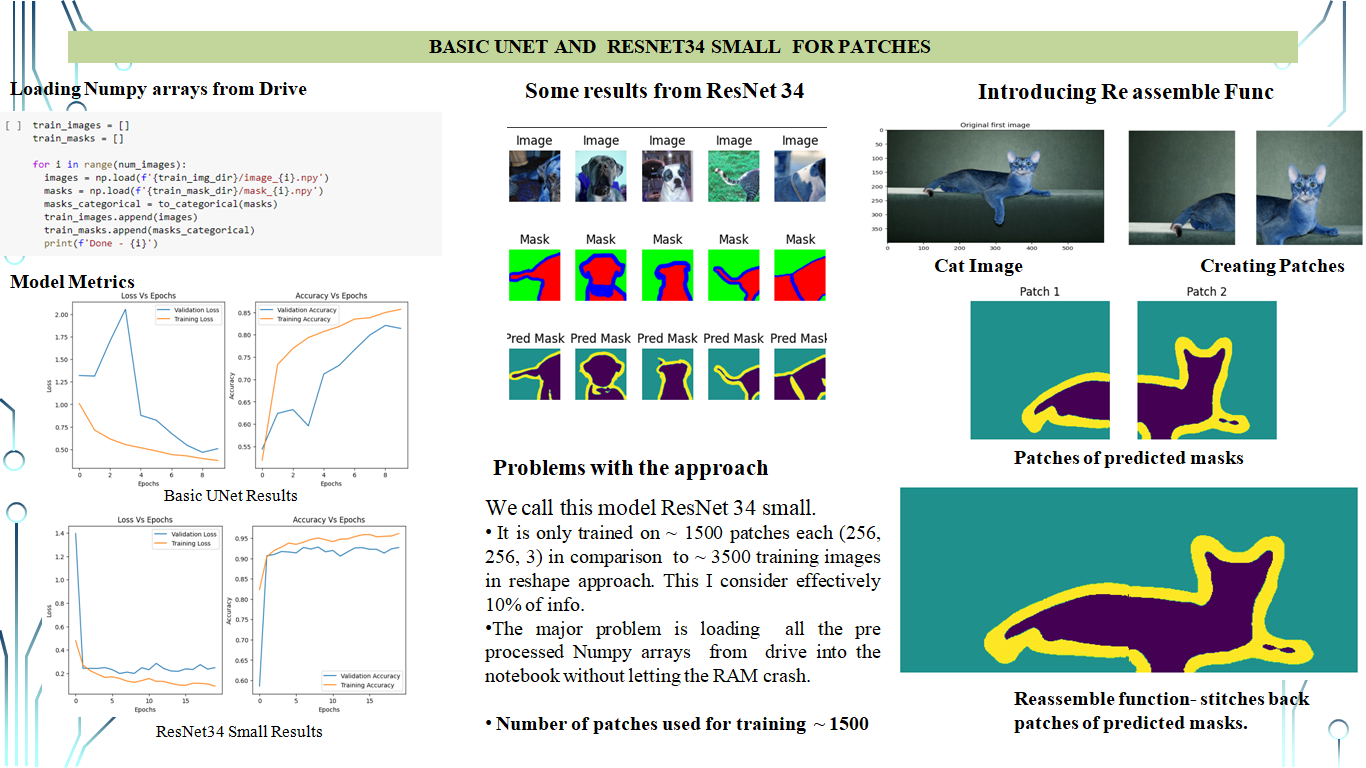 BASIC UNET AND RESNET34 SMALL FOR PATCHES
Loading Numpy arrays from Drive
[ ] train_images = []
train_masks = []
for i in range(num_images):
images = np.load(f'{train_img_dir}/image_{i}.npy')
masks = np.load(f'{train_mask_dir}/mask_{i}.npy')
masks_categorical = to_categorical(masks)
train_images.append(images)
train_masks.append(masks_categorical)
print(f'Done - {i}')
Model Metrics
Loss Vs Epochs
Validation Loss
Training Loss
2.00
1.75
1.50
1.25
1.00
0.75
0.50
Loss
0 2 4 6 8
Epochs
Accuracy Vs Epochs
Validation Accuracy
Training Accuracy
0.85
0.80
0.75
0.70
0.65
0.60
0.55
Accuracy
0 2 4 6 8
Epochs
Basic UNet Results
Loss Vs Epochs
Validation Loss
Training Loss
1.4
1.2
1.0
0.8
0.6
0.4
0.2
Loss
0 5 10 15
Epochs
Accuracy Vs Epochs
0.95
0.90
0.85
0.80
0.75
0.70
0.65
0.60
Accuracy
Validation Accuracy
Training Accuracy
0 5 10 15
Epochs
ResNet34 Small Results
Some results from ResNet 34
Image Image Image Image Image
Mask Mask Mask Mask Mask
Pred Mask Pred Mask Pred Mask Pred Mask Pred Mask
Problems with the approach
We call this model ResNet 34 small.
• It is only trained on ~ 1500 patches each (256,
256, 3) in comparison to ~ 3500 training images
in reshape approach. This I consider effectively
10% of info.
•The major problem is loading all the pre
processed Numpy arrays from drive into the
notebook without letting the RAM crash.
• Number of patches used for training ~ 1500
Introducing Re assemble Func
Original first image
0
50
100
150
200
250
300
350
0 100 200 300 400 500
Cat Image
Creating Patches
Patch 1
Patch 2
Patches of predicted masks
Reassemble function- stitches back
patches of predicted masks.